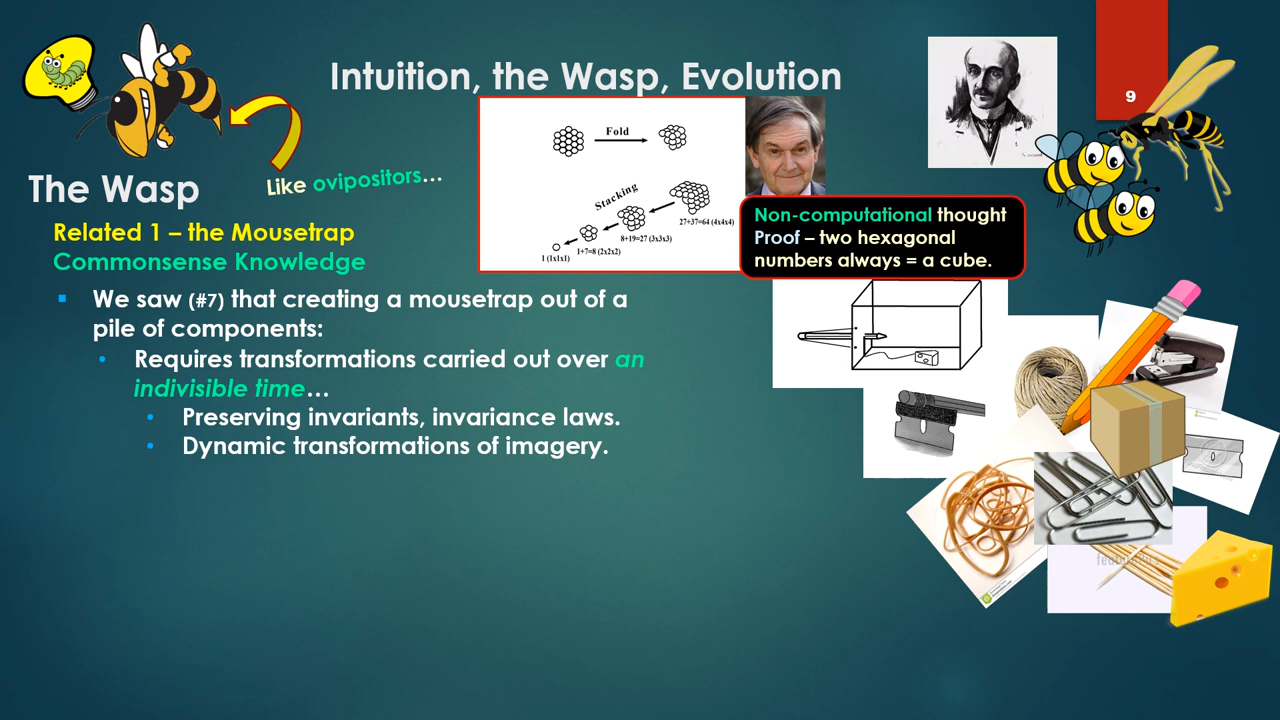 Intuition, the Wasp, Evolution
9
The Wasp
Like ovipositors...
Fold
Stacking
27+37=64 (4x4x4)
8+19=27 (3x3x3)
1+7=8 (2x2x2)
1 (1x1x1)
Non-computational thought
Proof – two hexagonal
numbers always = a cube.
Related 1 – the Mousetrap
Commonsense Knowledge
We saw (#7) that creating a mousetrap out of a
pile of components:
Requires transformations carried out over an
indivisible time...
Preserving invariants, invariance laws.
Dynamic transformations of imagery.